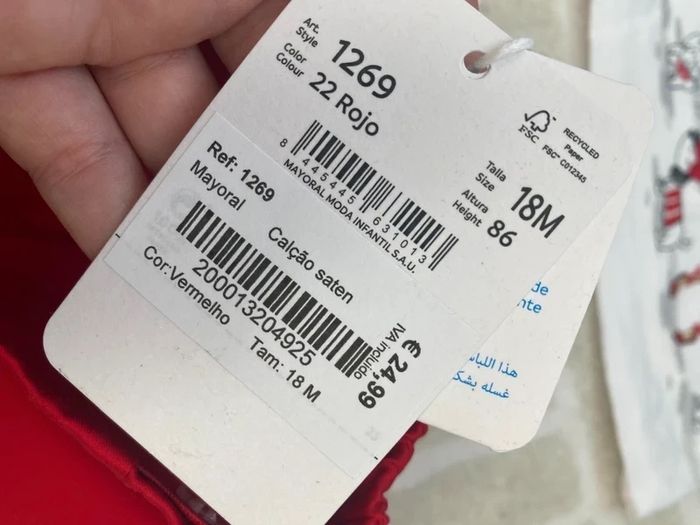 Art.
Style
1269
Color
Colour
22 Rojo
FSC
RECYCLED
Paper
FSC® C012345
8 445445 631013
MAYORAL MODA INFANTIL S.A.U.
Talla
Size
18M
Altura
Height
86
Ref: 1269
Mayoral
Calção saten
200013204925
Cor:Vermelho
Tam: 18 M
IVA incluido
€ 24,99
de
nte
هذا اللباس
غسله بشك